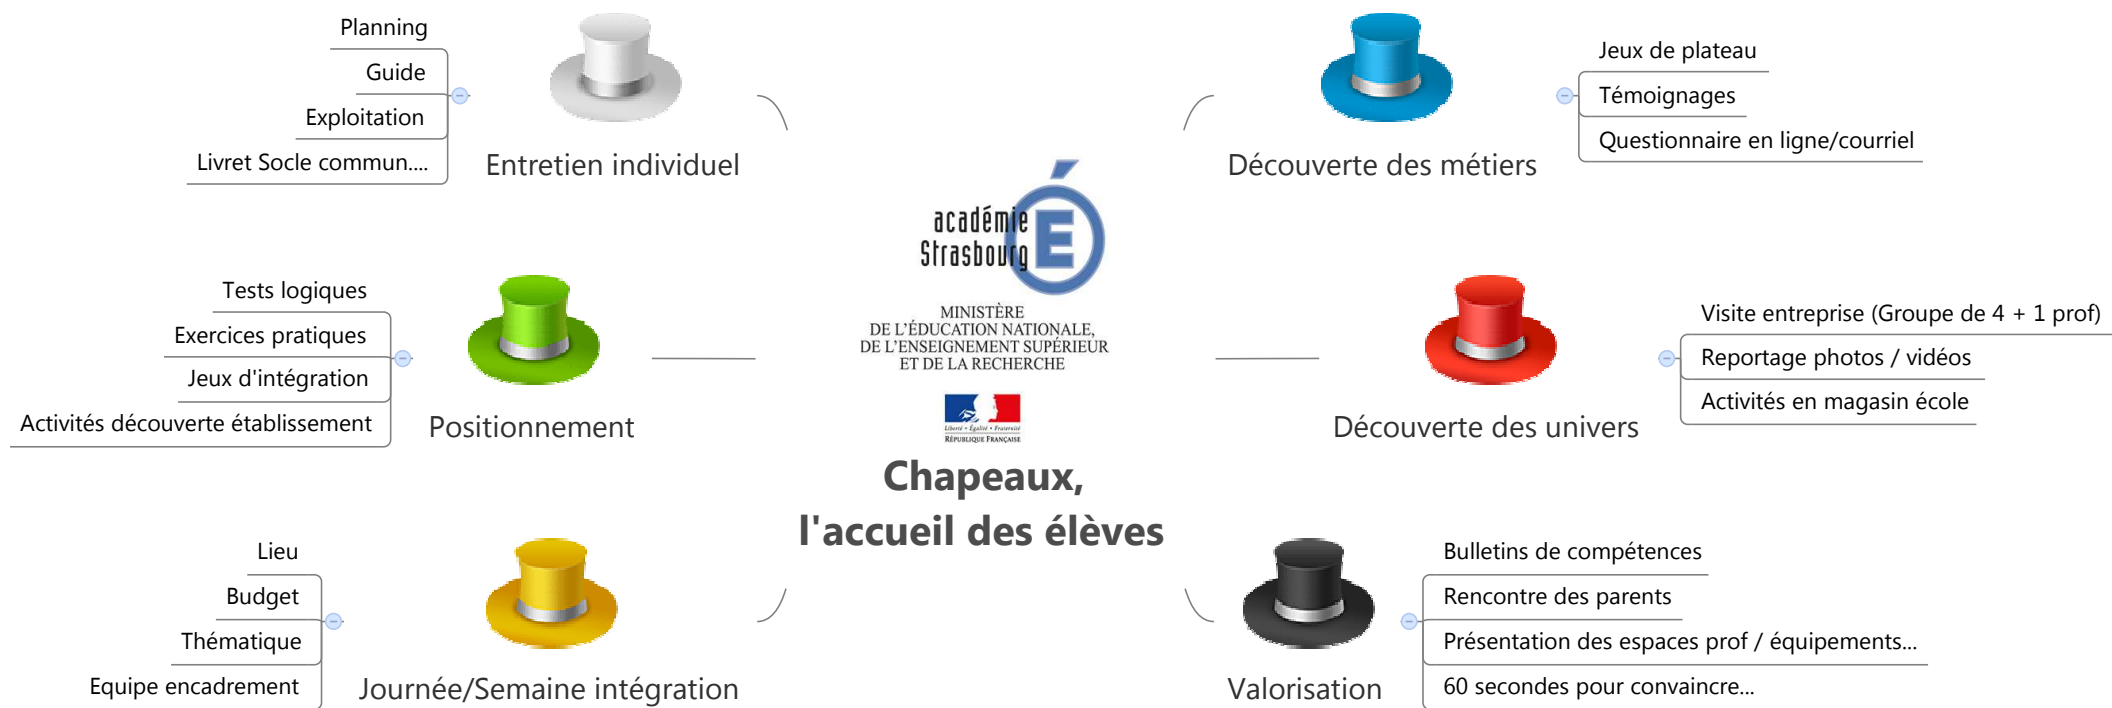 Planning
Guide
Exploitation
Livret Socle commun....
Entretien individuel
Tests logiques
Exercices pratiques
Jeux d'intégration
Activités découverte établissement
Positionnement
Lieu
Budget
Thématique
Equipe encadrement
Journée/Semaine intégration
académie
Strasbourg
É
MINISTÈRE
DE L'ÉDUCATION NATIONALE,
DE L'ENSEIGNEMENT SUPÉRIEUR
ET DE LA RECHERCHE
Liberté • Égalité • Fraternité
RÉPUBLIQUE FRANÇAISE
Chapeaux,
l'accueil des élèves
Découverte des métiers
Jeux de plateau
Témoignages
Questionnaire en ligne/courriel
Découverte des univers
Visite entreprise (Groupe de 4 + 1 prof)
Reportage photos / vidéos
Activités en magasin école
Valorisation
Bulletins de compétences
Rencontre des parents
Présentation des espaces prof / équipements...
60 secondes pour convaincre...